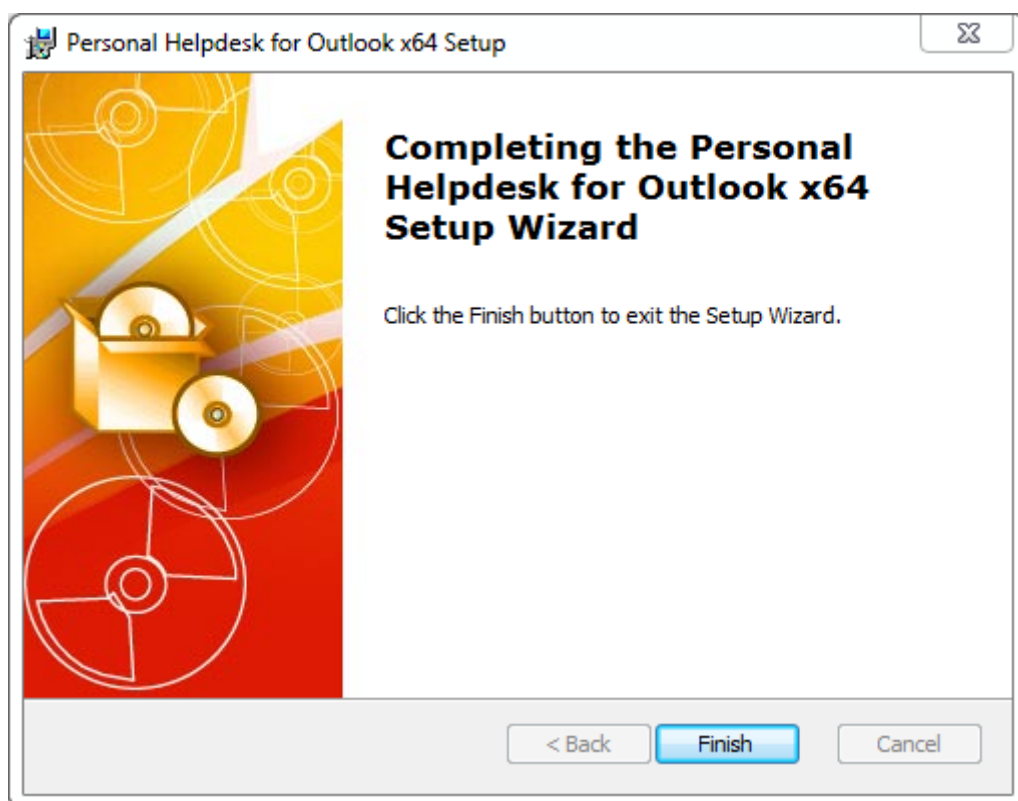 Personal Helpdesk for Outlook x64 Setup
Completing the Personal
Helpdesk for Outlook x64
Setup Wizard
Click the Finish button to exit the Setup Wizard.
< Back Finish Cancel